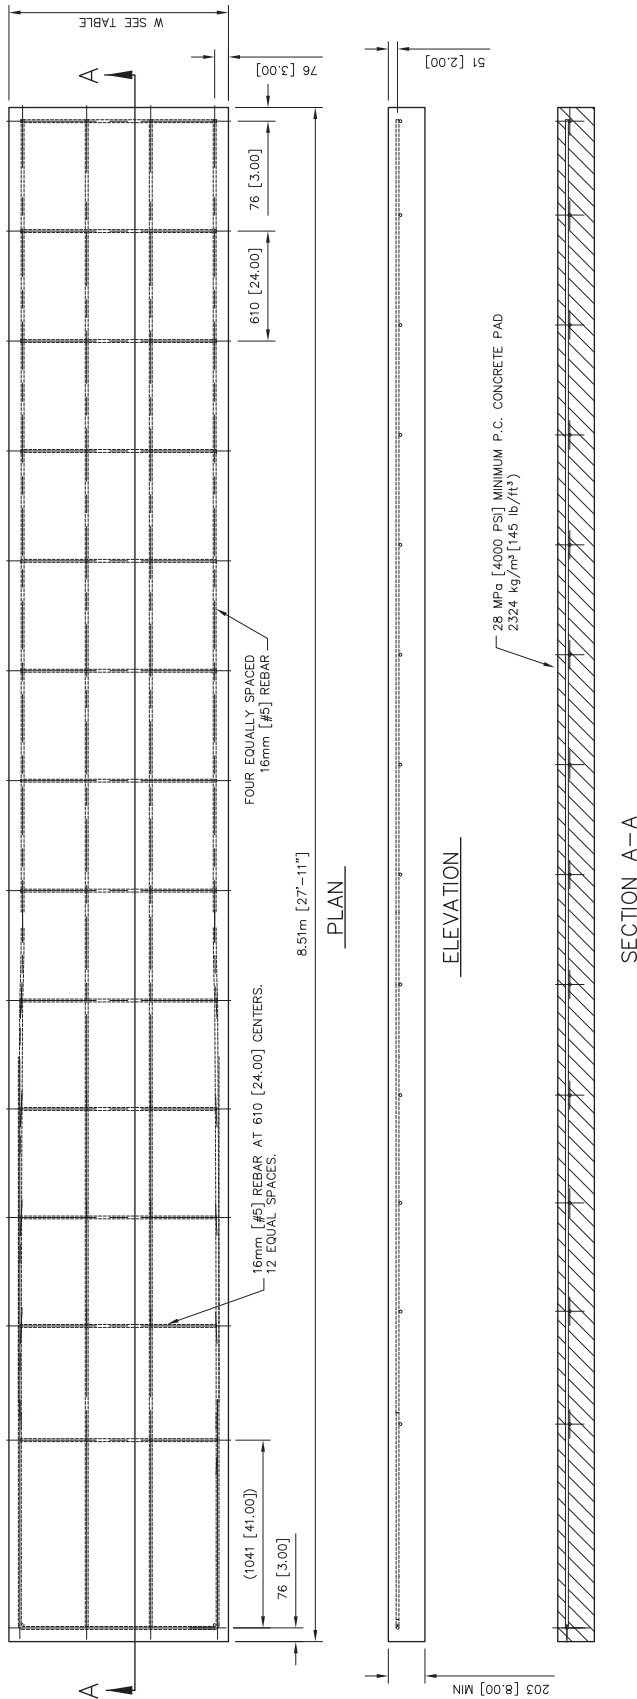 W SEE TABLE
A
76 [3.00]
76 [3.00]
610 [24.00]
FOUR EQUALLY SPACED
16mm [#5] REBAR
8.51m [27'-11"]
PLAN
16mm [#5] REBAR AT 610 [24.00] CENTERS.
12 EQUAL SPACES.
(1041 [41.00])
76 [3.00]
A
51 [2.00]
ELEVATION
203 [8.00] MIN
28 MPa [4000 PSI] MINIMUM P.C. CONCRETE PAD
2324 kg/m³ [145 lb/ft³)
SECTION A-A